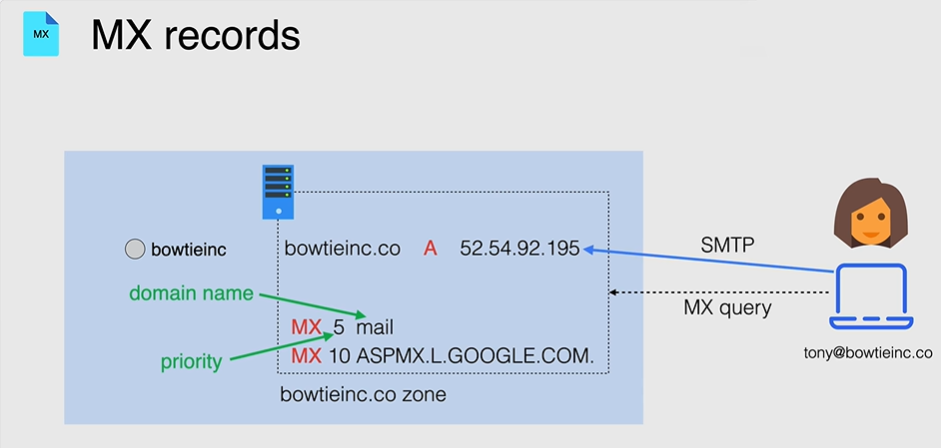 MX
MX records
bowtieinc
bowtieinc.co A 52.54.92.195
SMTP
domain name
MX query
MX 5 mail
priority
MX 10 ASPMX.L.GOOGLE.COM.
tony@bowtieinc.co
bowtieinc.co zone